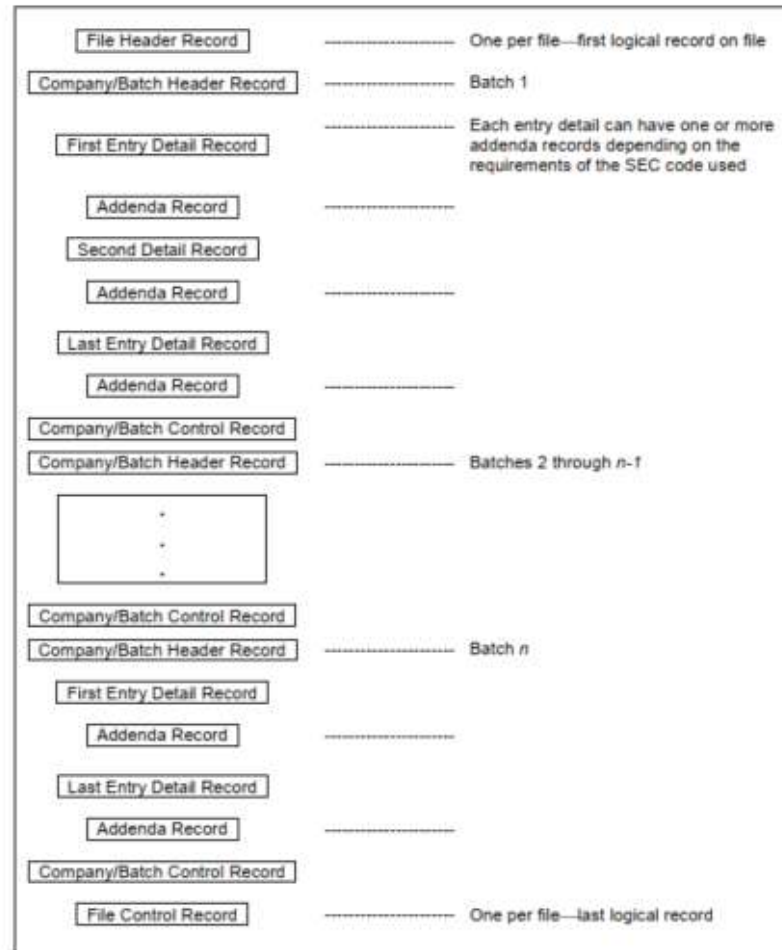 File Header Record ---------------------- One per file—first logical record on file
Company/Batch Header Record ---------------------- Batch 1
---------------------- Each entry detail can have one or more
First Entry Detail Record addenda records depending on the
requirements of the SEC code used
Addenda Record ----------------------
Second Detail Record
Addenda Record ----------------------
Last Entry Detail Record
Addenda Record ----------------------
Company/Batch Control Record
Company/Batch Header Record ---------------------- Batches 2 through n-1
.
.
.
Company/Batch Control Record
Company/Batch Header Record ---------------------- Batch n
First Entry Detail Record
Addenda Record ----------------------
Last Entry Detail Record
Addenda Record ----------------------
Company/Batch Control Record
File Control Record ---------------------- One per file—last logical record